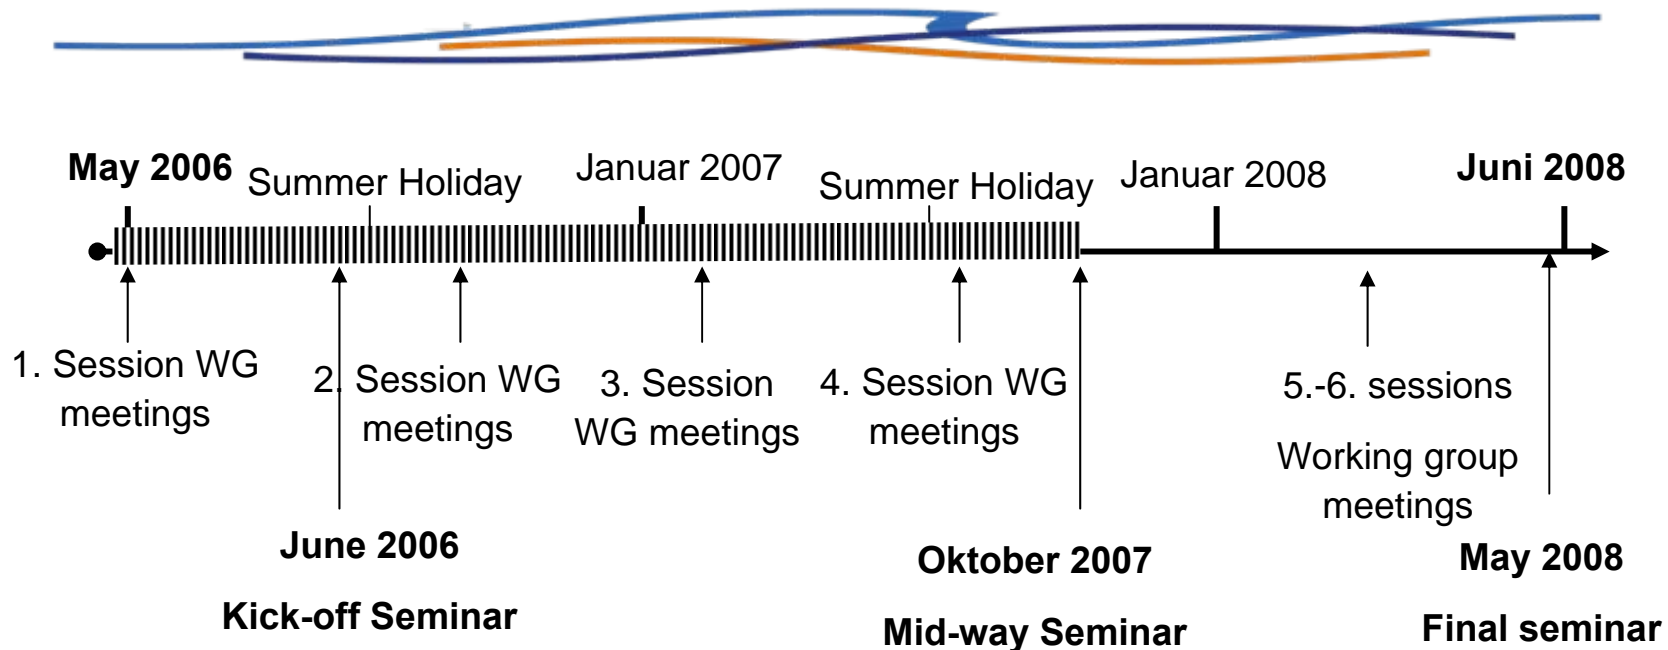 May 2006
Summer Holiday
Januar 2007
Summer Holiday
Januar 2008
Juni 2008
1. Session WG
meetings
2. Session WG
meetings
3. Session
WG meetings
4. Session WG
meetings
5.-6. sessions
Working group
meetings
June 2006
Kick-off Seminar
Oktober 2007
Mid-way Seminar
May 2008
Final seminar